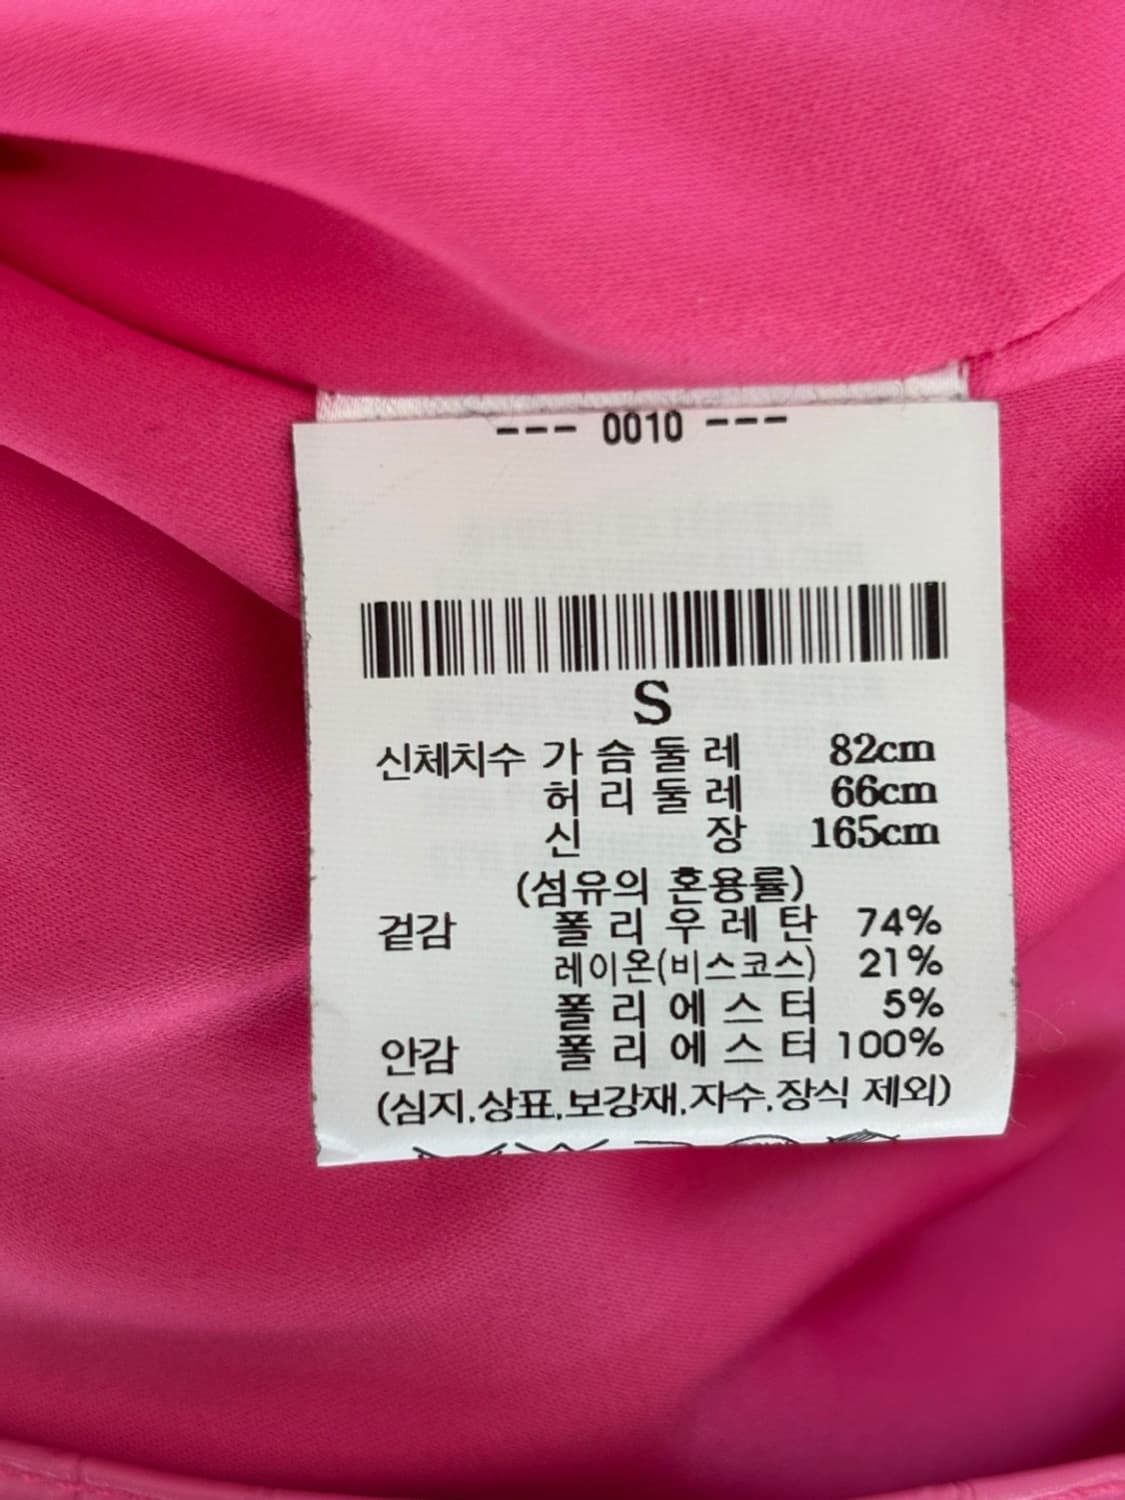 --- 0010 ---
S
신체치수 가슴둘레 82cm
허리둘레 66cm
신장 165cm
(섬유의 혼용률)
겉감 폴리우레탄 74%
레이온(비스코스) 21%
폴리에스터 5%
안감 폴리에스터 100%
(심지,상표,보강재,자수,장식 제외)